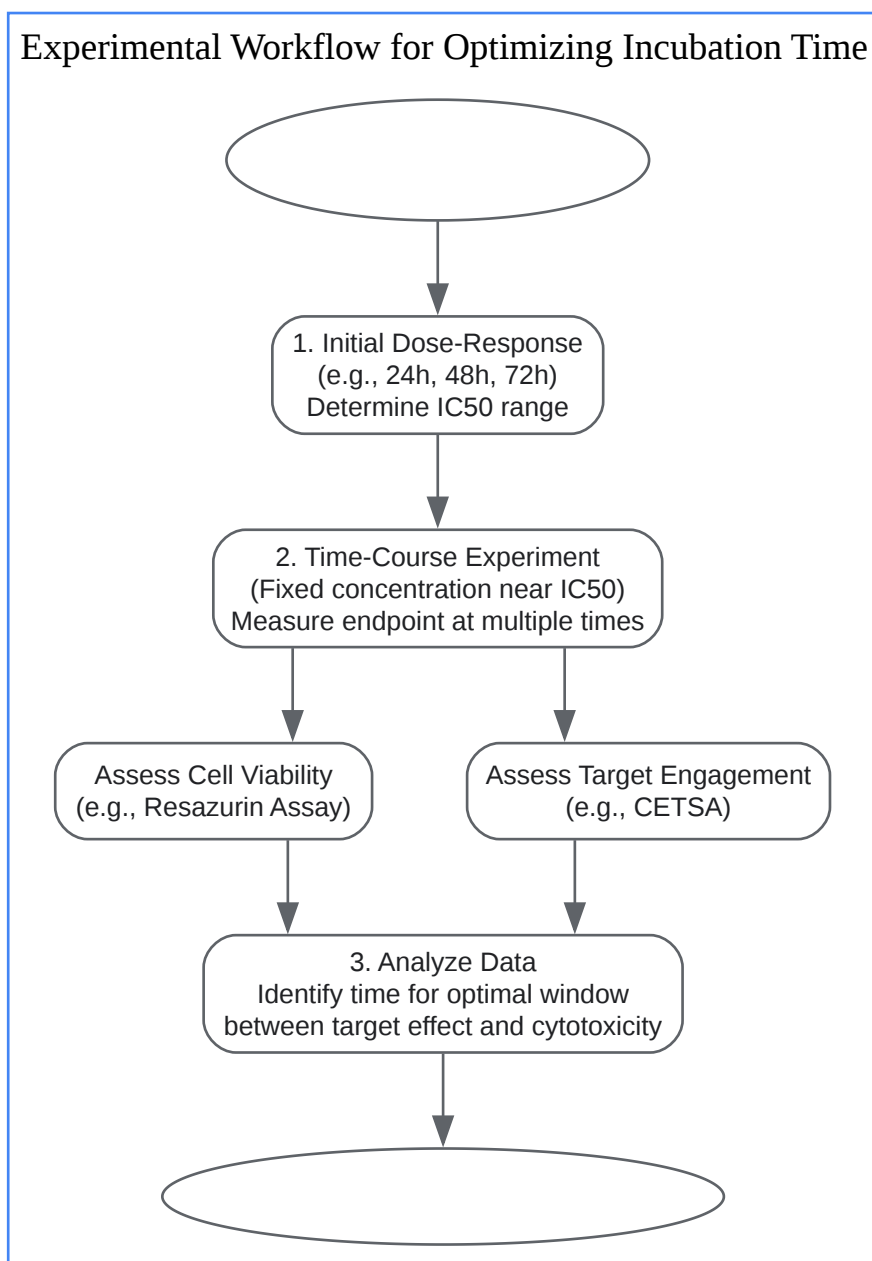 Experimental Workflow for Optimizing Incubation Time
1. Initial Dose-Response
(e.g., 24h, 48h, 72h)
Determine IC50 range
2. Time-Course Experiment
(Fixed concentration near IC50)
Measure endpoint at multiple times
Assess Cell Viability
(e.g., Resazurin Assay)
Assess Target Engagement
(e.g., CETSA)
3. Analyze Data
Identify time for optimal window
between target effect and cytotoxicity